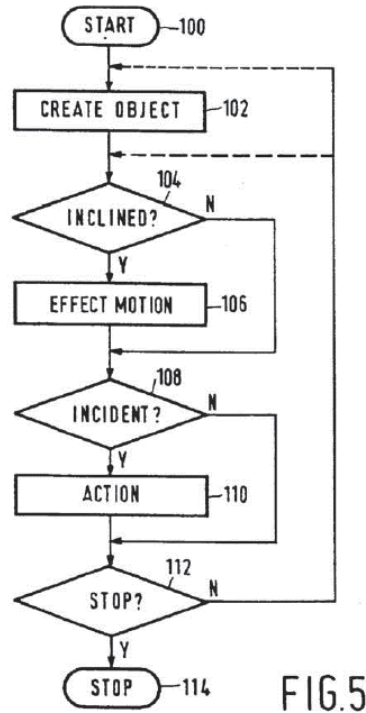 START 100
CREATE OBJECT 102
104
INCLINED? N
Y
EFFECT MOTION 106
108
INCIDENT? N
Y
ACTION 110
112
STOP? N
Y
STOP 114
FIG.5